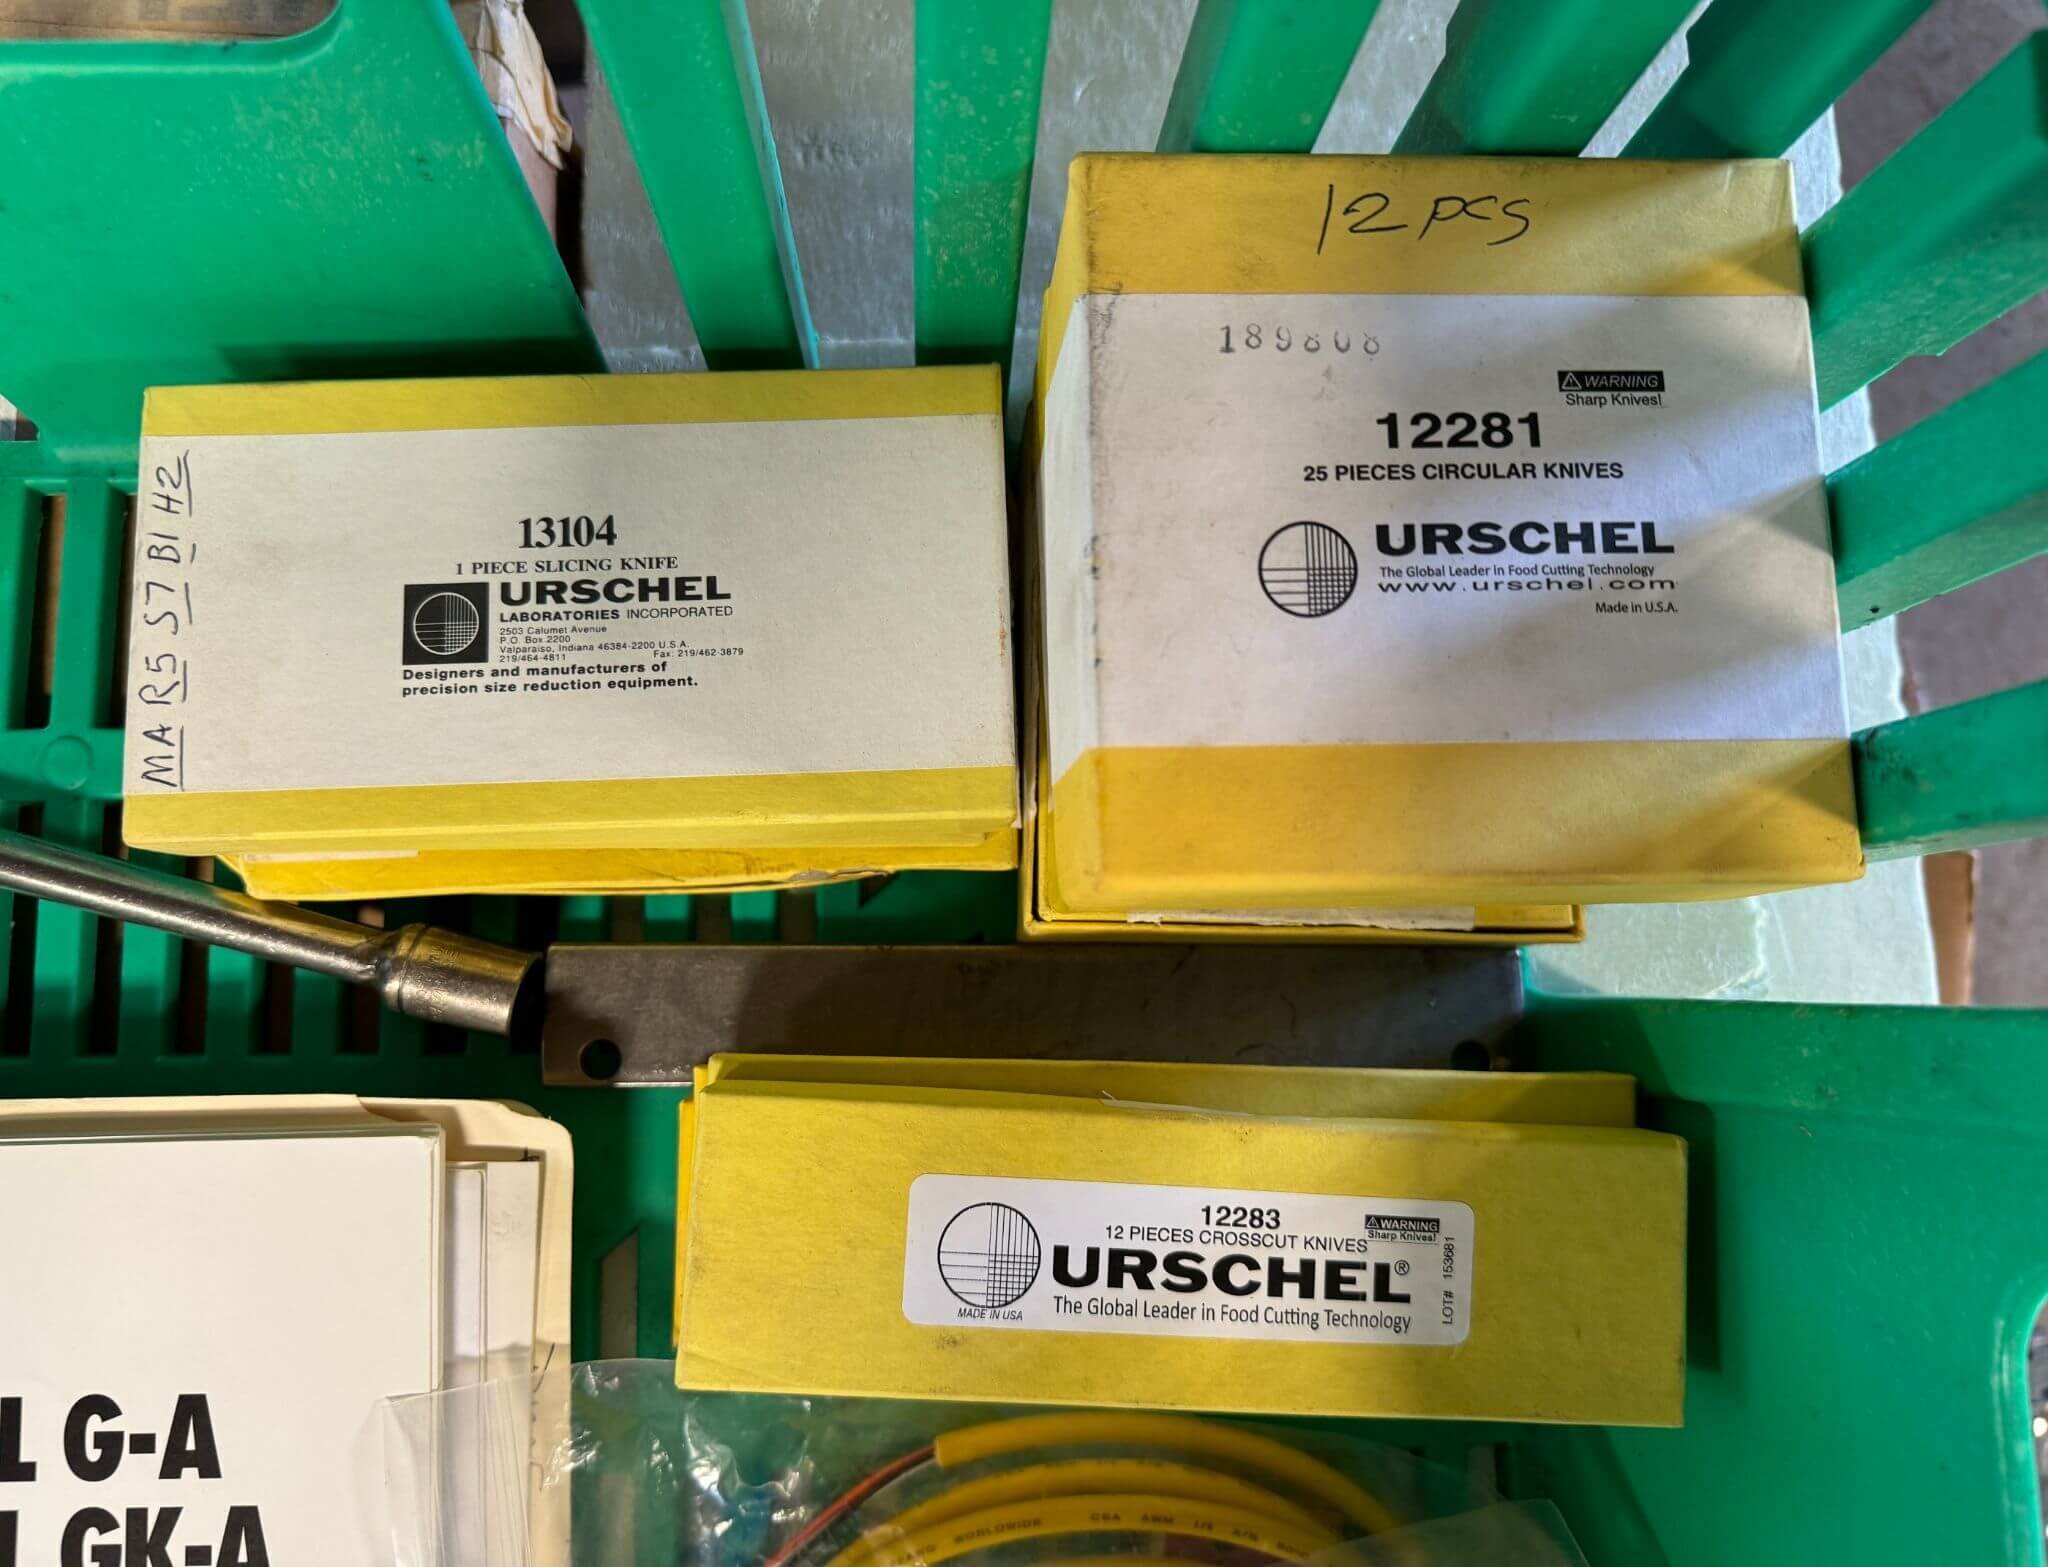 12 pcs
189808
WARNING
Sharp Knives!
12281
25 PIECES CIRCULAR KNIVES
URSCHEL
The Global Leader in Food Cutting Technology
www.urschel.com
Made in U.S.A.
MA R5 S7 B1 H2
13104
1 PIECE SLICING KNIFE
URSCHEL
LABORATORIES INCORPORATED
2503 Calumet Avenue
P.O. Box 2200
Valparaiso, Indiana 46384-2200 U.S.A.
219/464-4811 Fax: 219/462-3879
Designers and manufacturers of
precision size reduction equipment.
12283
12 PIECES CROSSCUT KNIVES
WARNING
Sharp Knives!
URSCHEL®
The Global Leader in Food Cutting Technology
MADE IN USA
LOT# 153681
L G-A
GK-A
WORLDWIDE CSA AWM I/II A/B